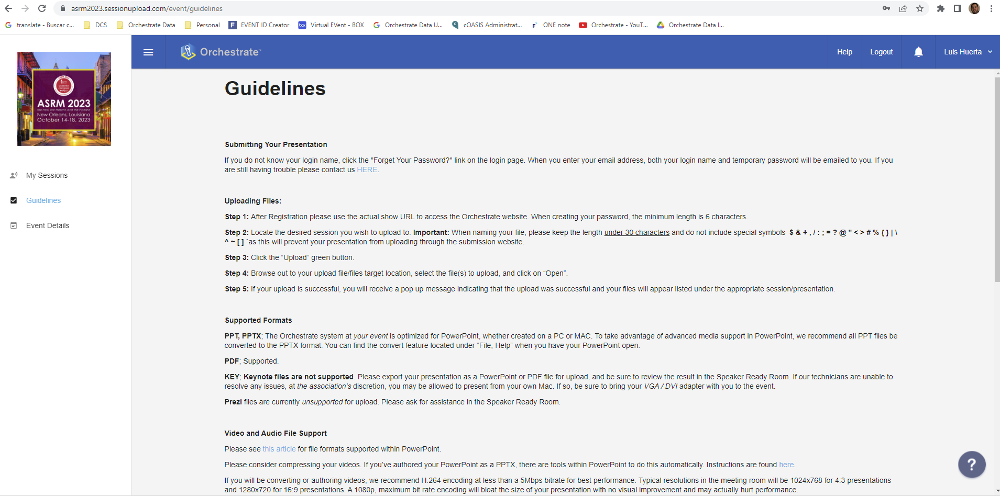 asrm2023.sessionupload.com/event/guidelines
translate - Buscar c... DCS Orchestrate Data Personal EVENT ID Creator Virtual EVent - BOX Orchestrate Data U... cOASIS Administrat... ONE note Orchestrate - YouT... Orchestrate Data I...
Orchestrate™ Help Logout Luis Huerta
ASRM 2023
The Past, The Present, and The Pipeline
New Orleans, Louisiana
October 14-18, 2023
My Sessions
Guidelines
Event Details
Guidelines
Submitting Your Presentation
If you do not know your login name, click the "Forget Your Password?" link on the login page. When you enter your email address, both your login name and temporary password will be emailed to you. If you
are still having trouble please contact us HERE.
Uploading Files:
Step 1: After Registration please use the actual show URL to access the Orchestrate website. When creating your password, the minimum length is 6 characters.
Step 2: Locate the desired session you wish to upload to. Important: When naming your file, please keep the length under 30 characters and do not include special symbols $ & + , / : ; = ? @ " < > # % { } | \
^ ~ [ ] `as this will prevent your presentation from uploading through the submission website.
Step 3: Click the “Upload” green button.
Step 4: Browse out to your upload file/files target location, select the file(s) to upload, and click on “Open”.
Step 5: If your upload is successful, you will receive a pop up message indicating that the upload was successful and your files will appear listed under the appropriate session/presentation.
Supported Formats
PPT, PPTX; The Orchestrate system at your event is optimized for PowerPoint, whether created on a PC or MAC. To take advantage of advanced media support in PowerPoint, we recommend all PPT files be
converted to the PPTX format. You can find the convert feature located under “File, Help” when you have your PowerPoint open.
PDF; Supported.
KEY; Keynote files are not supported. Please export your presentation as a PowerPoint or PDF file for upload, and be sure to review the result in the Speaker Ready Room. If our technicians are unable to
resolve any issues, at the association’s discretion, you may be allowed to present from your own Mac. If so, be sure to bring your VGA / DVI adapter with you to the event.
Prezi files are currently unsupported for upload. Please ask for assistance in the Speaker Ready Room.
Video and Audio File Support
Please see this article for file formats supported within PowerPoint.
Please consider compressing your videos. If you’ve authored your PowerPoint as a PPTX, there are tools within PowerPoint to do this automatically. Instructions are found here.
If you will be converting or authoring videos, we recommend H.264 encoding at less than a 5Mbps bitrate for best performance. Typical resolutions in the meeting room will be 1024x768 for 4:3 presentations
and 1280x720 for 16:9 presentations. A 1080p, maximum bit rate encoding will bloat the size of your presentation with no visual improvement and may actually hurt performance.
?